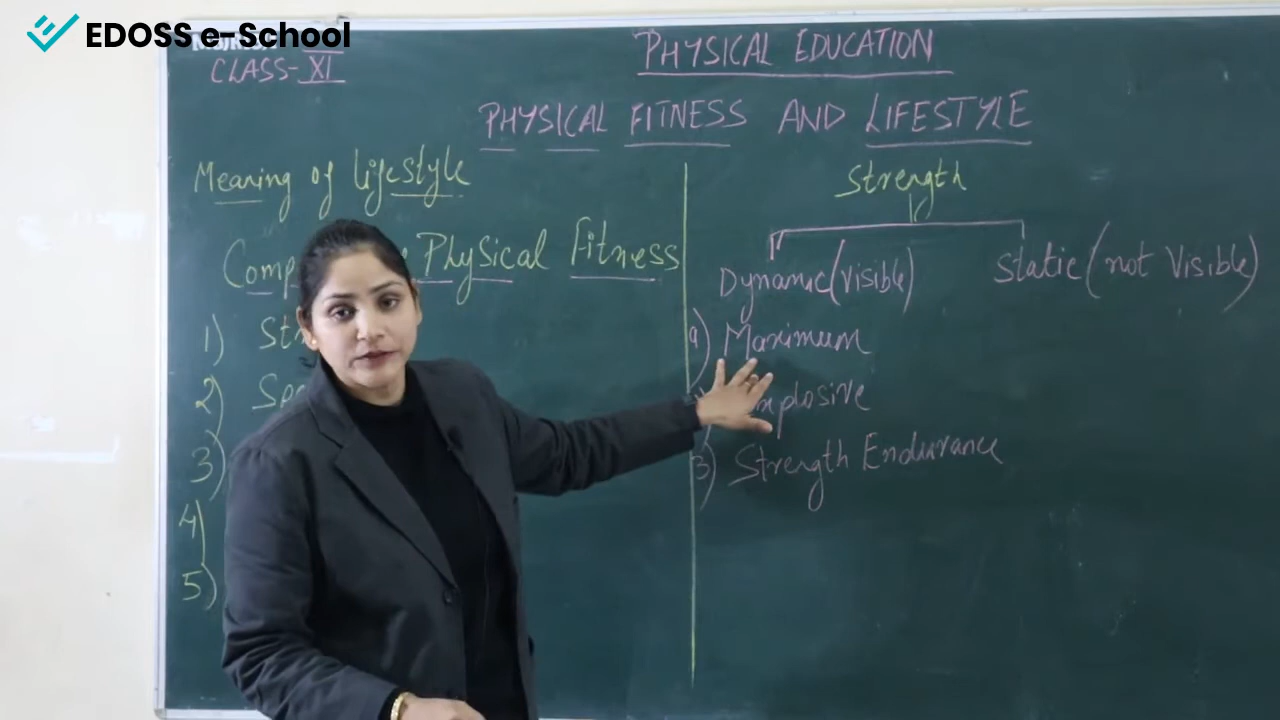 EDOSS e-School
CLASS-XI
PHYSICAL EDUCATION
PHYSICAL FITNESS AND LIFESTYLE
Meaning of lifestyle
Physical Fitness
1)
2)
3)
4)
5)
Strength
Dynamic (Visible) Static (not Visible)
a) Maximum
Explosive
3) Strength Endurance